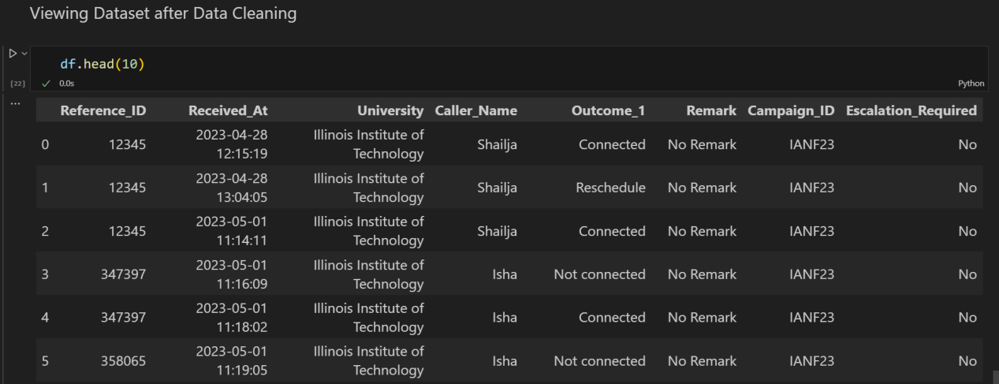 Viewing Dataset after Data Cleaning
df.head(10)
[22] 0.0s Python
...
Reference_ID Received_At University Caller_Name Outcome_1 Remark Campaign_ID Escalation_Required
0 12345 2023-04-28 12:15:19 Illinois Institute of Technology Shailja Connected No Remark IANF23 No
1 12345 2023-04-28 13:04:05 Illinois Institute of Technology Shailja Reschedule No Remark IANF23 No
2 12345 2023-05-01 11:14:11 Illinois Institute of Technology Shailja Connected No Remark IANF23 No
3 347397 2023-05-01 11:16:09 Illinois Institute of Technology Isha Not connected No Remark IANF23 No
4 347397 2023-05-01 11:18:02 Illinois Institute of Technology Isha Connected No Remark IANF23 No
5 358065 2023-05-01 11:19:05 Illinois Institute of Technology Isha Not connected No Remark IANF23 No